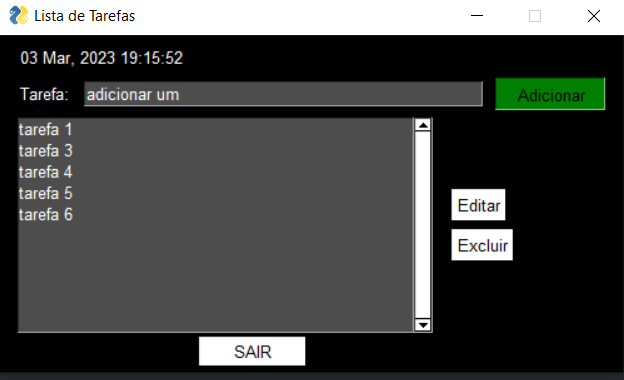 Lista de Tarefas
03 Mar, 2023 19:15:52
Tarefa: adicionar um Adicionar
tarefa 1
tarefa 3
tarefa 4
tarefa 5
tarefa 6
Editar
Excluir
SAIR